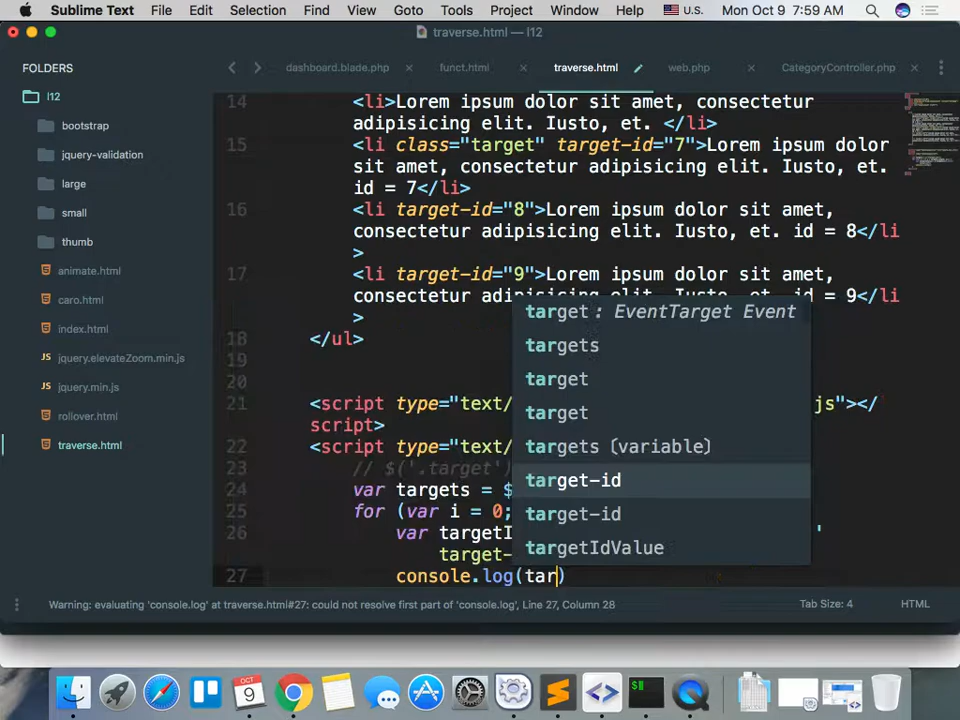 Sublime Text File Edit Selection Find Goto Tools Project Window Help U.S. Mon Oct 9 7:59 AM
traverse.html — l12
FOLDERS
l12
bootstrap
jquery-validation
large
small
thumb
animate.html
caro.html
index.html
jquery.elevateZoom.min.js
jquery.min.js
rollover.html
traverse.html
dashboard.blade.php × funct.html × traverse.html web.php × CategoryController.php ×
14 <li>Lorem ipsum dolor sit amet, consectetur
adipisicing elit. Iusto, et. </li>
15 <li class="target" target-id="7">Lorem ipsum dolor
sit amet, consectetur adipisicing elit. Iusto, et.
id = 7</li>
16 <li target-id="8">Lorem ipsum dolor sit amet,
consectetur adipisicing elit. Iusto, et. id = 8</li
>
17 <li target-id="9">Lorem ipsum dolor sit amet,
consectetur adipisicing elit. Iusto, et. id = 9</li
>
18 </ul>
19
20
21 <script type="text/ js"></
script>
22 <script type="text/
23 // $('.target')
24 var targets = $
25 for (var i = 0;
26 var targetI '
target-
27 console.log(tar)
target : EventTarget Event
targets
target
target
targets (variable)
target-id
target-id
targetIdValue
Warning: evaluating 'console.log' at traverse.html#27: could not resolve first part of 'console.log', Line 27, Column 28
Tab Size: 4
HTML